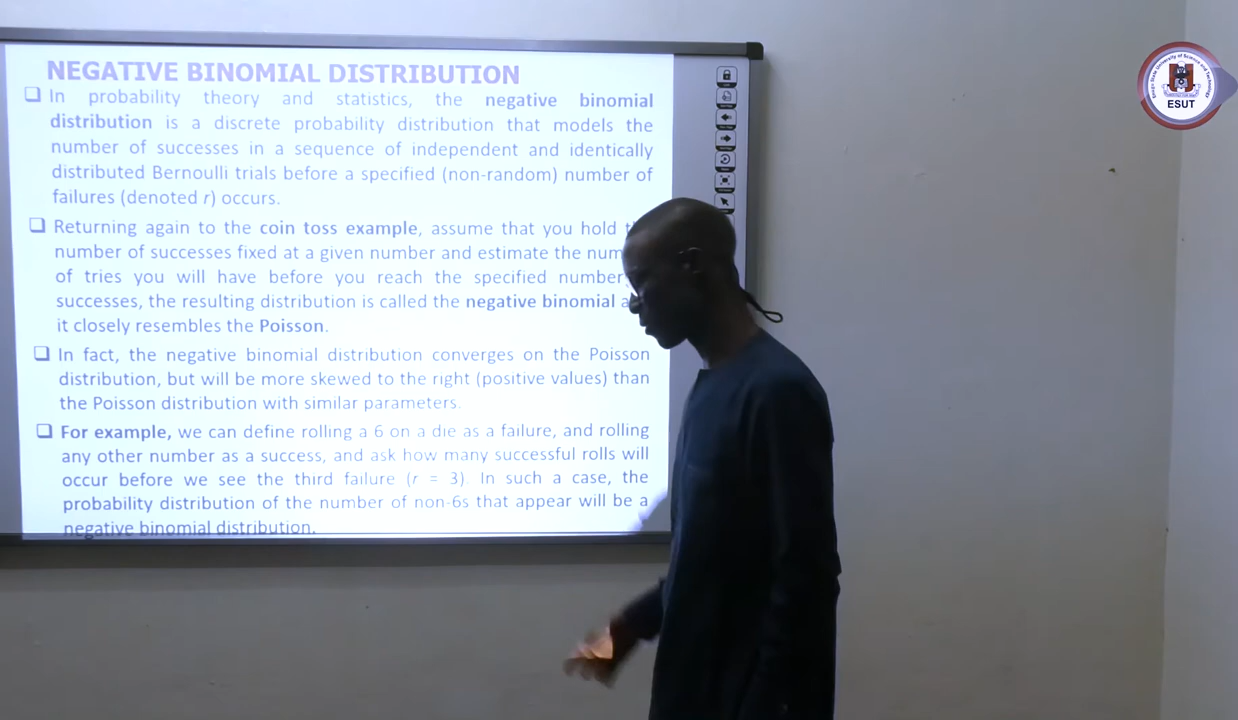 NEGATIVE BINOMIAL DISTRIBUTION
In probability theory and statistics, the negative binomial
distribution is a discrete probability distribution that models the
number of successes in a sequence of independent and identically
distributed Bernoulli trials before a specified (non-random) number of
failures (denoted r) occurs.
Returning again to the coin toss example, assume that you hold
number of successes fixed at a given number and estimate the
of tries you will have before you reach the specified number
successes, the resulting distribution is called the negative binomial
it closely resembles the Poisson.
In fact, the negative binomial distribution converges on the Poisson
distribution, but will be more skewed to the right (positive values) than
the Poisson distribution with similar parameters.
For example, we can define rolling a 6 on a die as a failure, and rolling
any other number as a success, and ask how many successful rolls will
occur before we see the third failure (r = 3). In such a case, the
probability distribution of the number of non-6s that appear will be a
negative binomial distribution.
Enugu State University of Science and Technology
ESUT